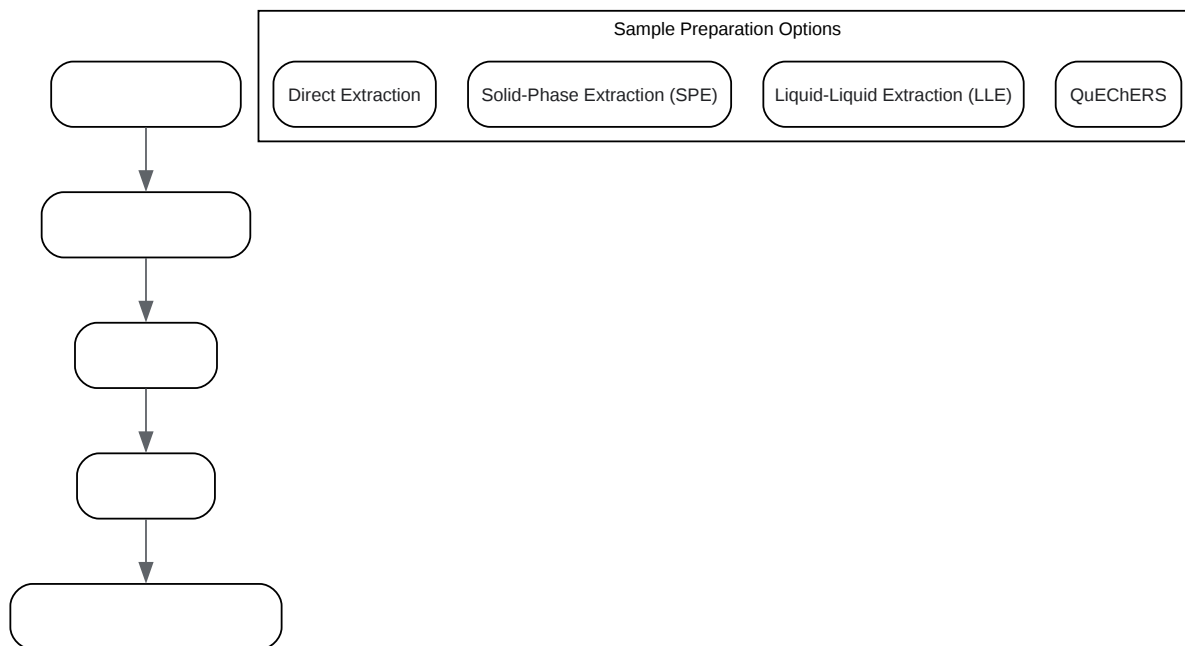 Sample Preparation Options
Direct Extraction
Solid-Phase Extraction (SPE)
Liquid-Liquid Extraction (LLE)
QuEChERS